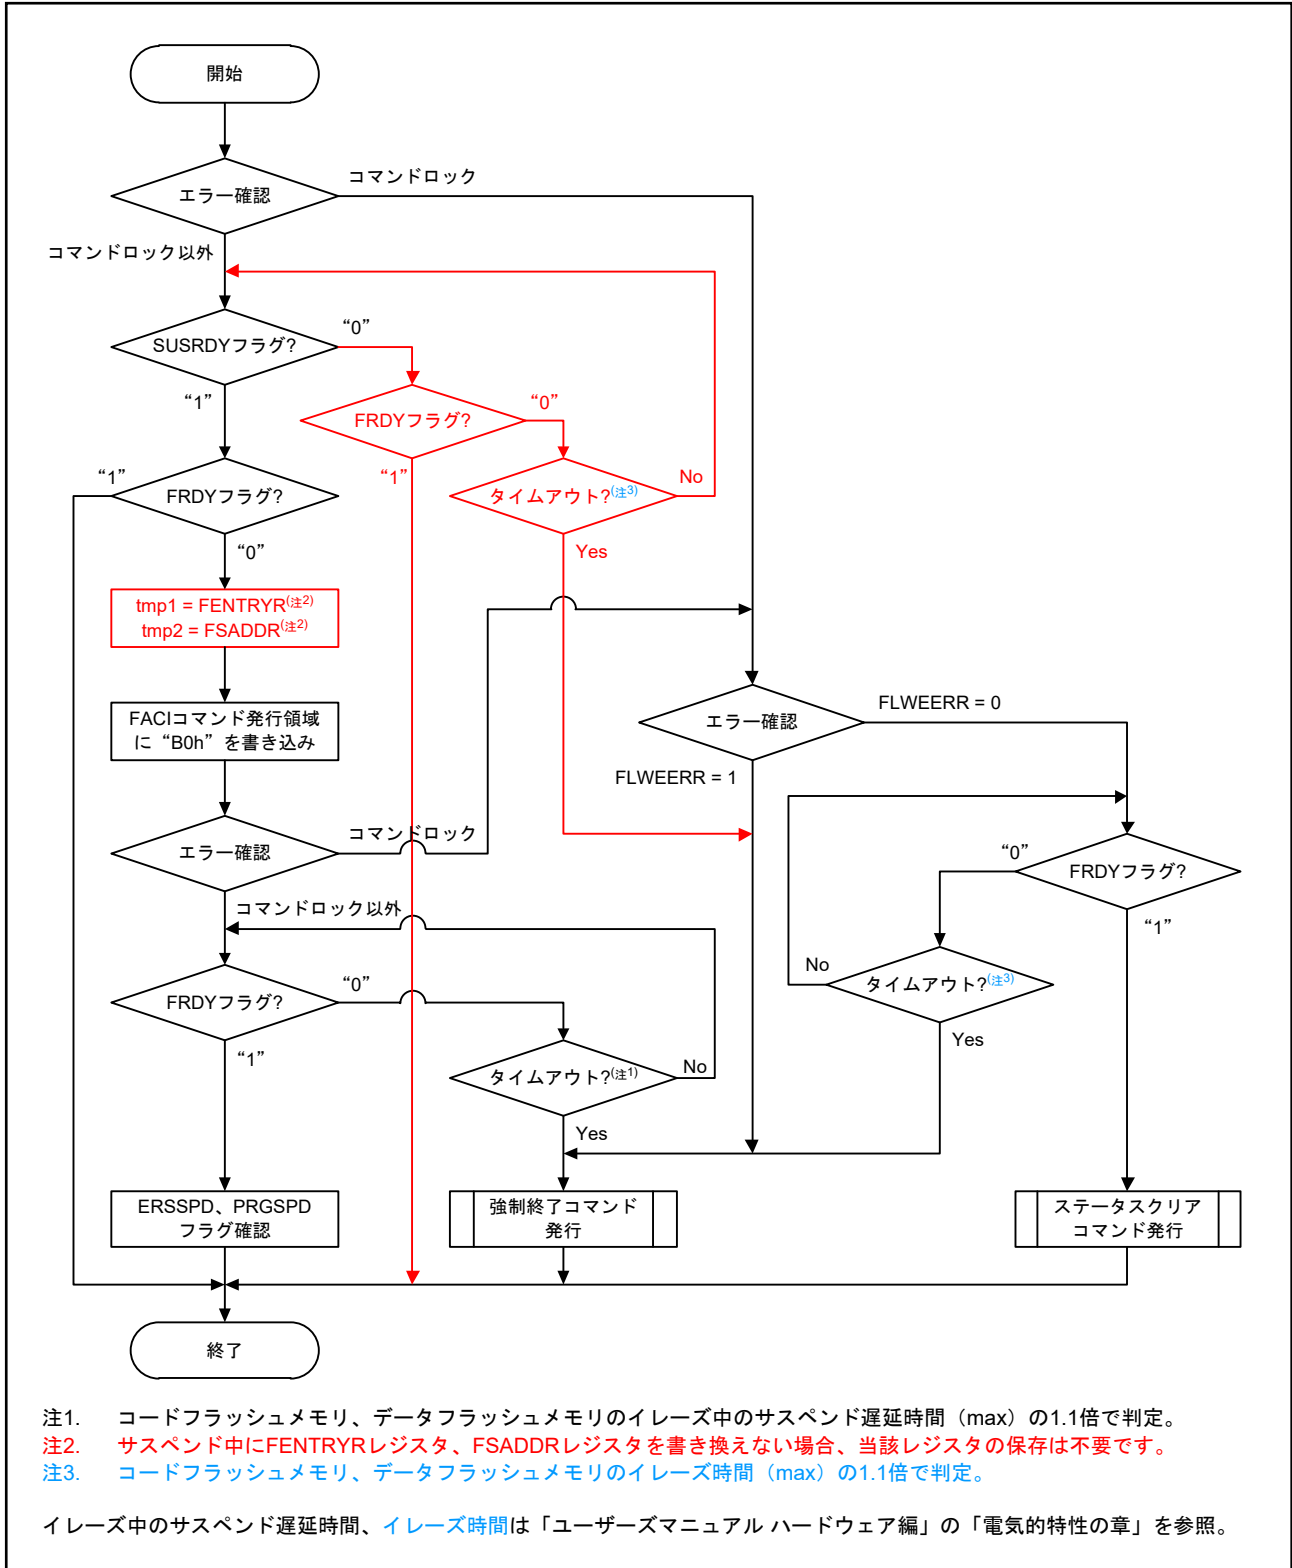 開始
エラー確認
コマンドロック
コマンドロック以外
SUSRDYフラグ?
“0”
“1”
FRDYフラグ?
“0”
“1”
タイムアウト?(注3)
No
Yes
“1”
FRDYフラグ?
“0”
tmp1 = FENTRYR(注2)
tmp2 = FSADDR(注2)
FACIコマンド発行領域
に“B0h”を書き込み
エラー確認
コマンドロック
コマンドロック以外
エラー確認
FLWEERR = 0
FLWEERR = 1
“0”
FRDYフラグ?
“1”
No
タイムアウト?(注3)
Yes
FRDYフラグ?
“0”
“1”
タイムアウト?(注1)
No
Yes
ERSSPD、PRGSPD
フラグ確認
強制終了コマンド
発行
ステータスクリア
コマンド発行
終了
注1. コードフラッシュメモリ、データフラッシュメモリのイレーズ中のサスペンド遅延時間（max）の1.1倍で判定。
注2. サスペンド中にFENTRYRレジスタ、FSADDRレジスタを書き換えない場合、当該レジスタの保存は不要です。
注3. コードフラッシュメモリ、データフラッシュメモリのイレーズ時間（max）の1.1倍で判定。
イレーズ中のサスペンド遅延時間、イレーズ時間は「ユーザーズマニュアル ハードウェア編」の「電気的特性の章」を参照。